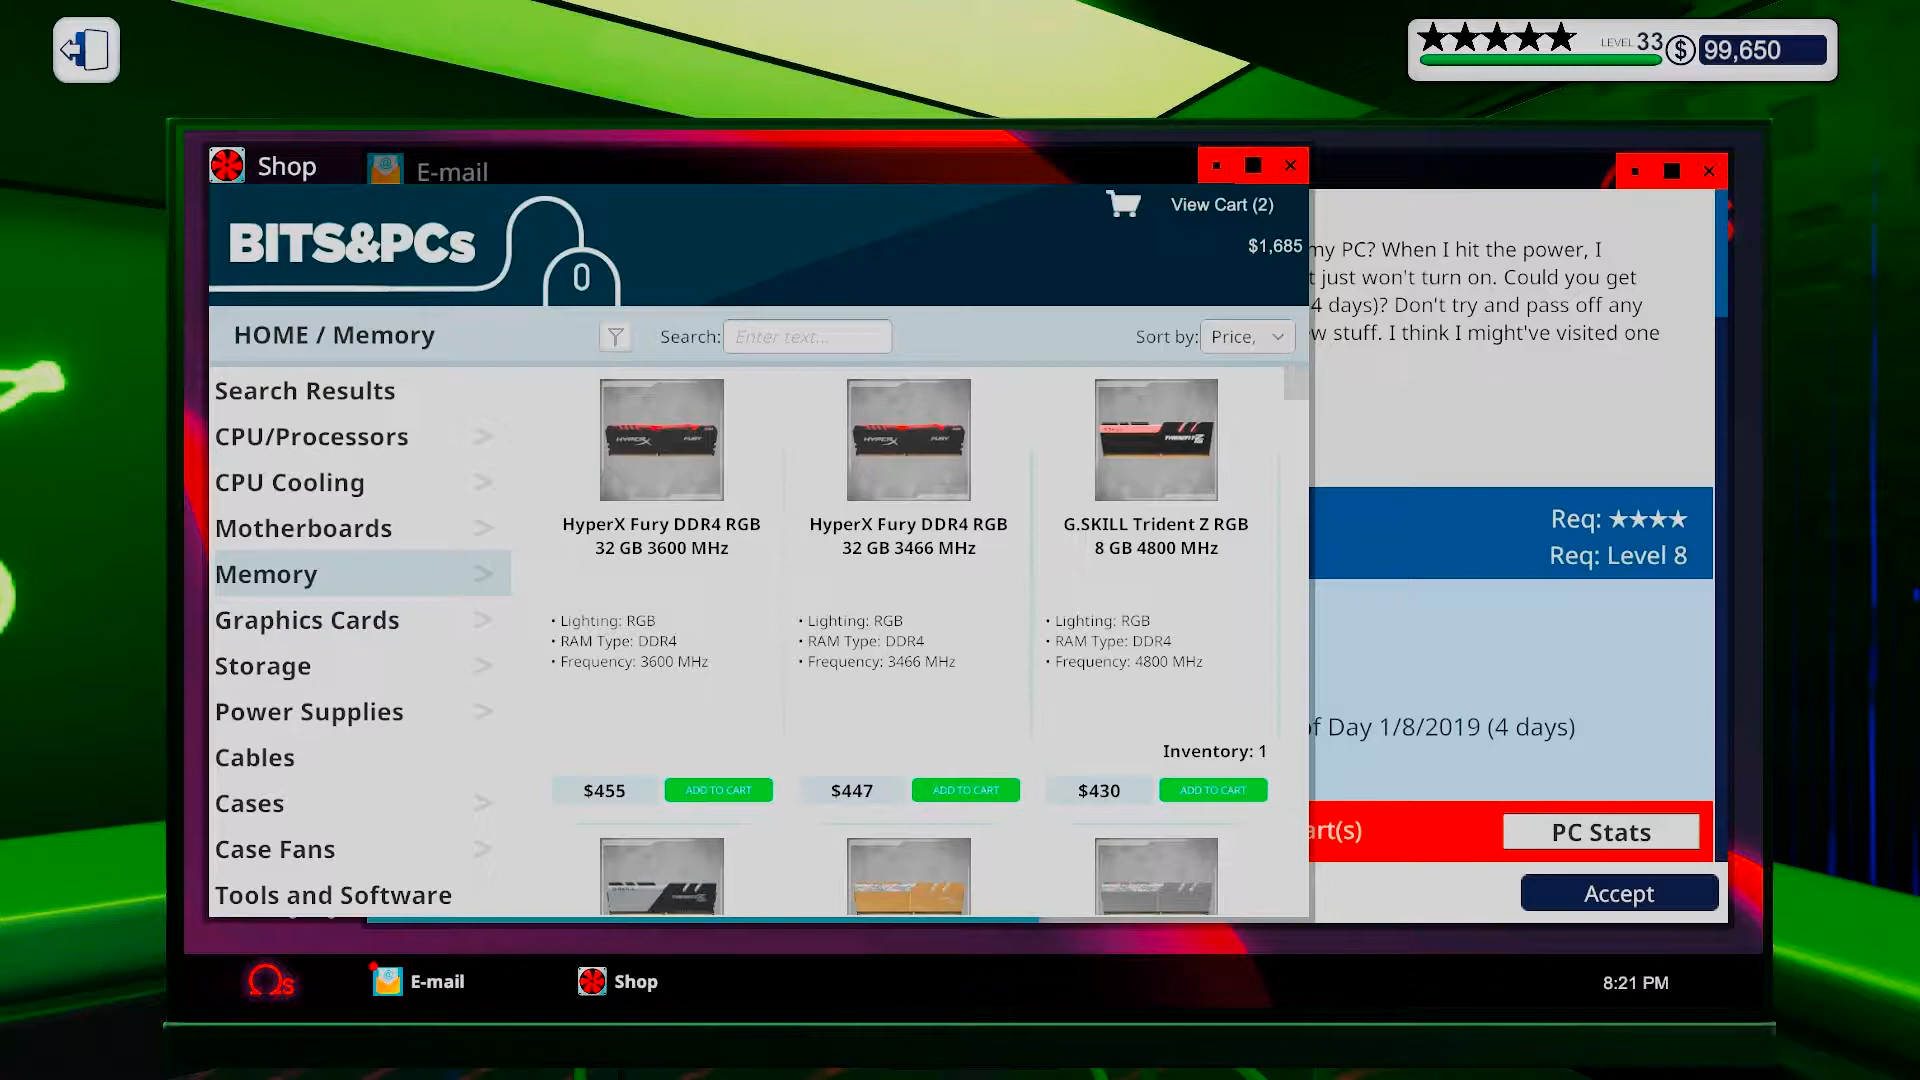 LEVEL 33
$ 99,650
Shop
E-mail
View Cart (2)
BITS&PCs
$1,685
HOME / Memory
Search: Enter text...
Sort by: Price,
Search Results
CPU/Processors
CPU Cooling
Motherboards
Memory
Graphics Cards
Storage
Power Supplies
Cables
Cases
Case Fans
Tools and Software
HYPERX FURY
HyperX Fury DDR4 RGB
32 GB 3600 MHz
• Lighting: RGB
• RAM Type: DDR4
• Frequency: 3600 MHz
$455
ADD TO CART
HYPERX FURY
HyperX Fury DDR4 RGB
32 GB 3466 MHz
• Lighting: RGB
• RAM Type: DDR4
• Frequency: 3466 MHz
$447
ADD TO CART
G.SKILL Trident Z RGB
8 GB 4800 MHz
• Lighting: RGB
• RAM Type: DDR4
• Frequency: 4800 MHz
Inventory: 1
$430
ADD TO CART
my PC? When I hit the power, I
t just won't turn on. Could you get
4 days)? Don't try and pass off any
w stuff. I think I might've visited one
Req: ★★★★
Req: Level 8
of Day 1/8/2019 (4 days)
art(s)
PC Stats
Accept
Ωs
E-mail
Shop
8:21 PM